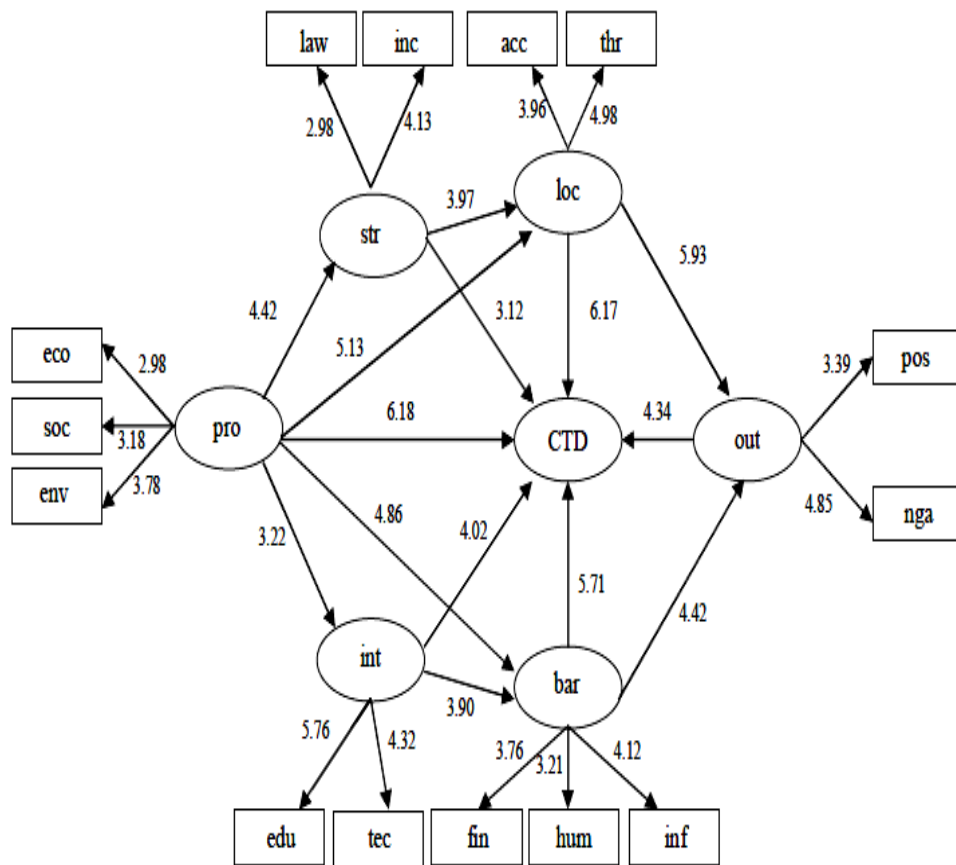 law inc acc thr
2.98 4.13 3.96 4.98
loc
3.97
str
5.93
4.42 3.12 6.17
5.13
eco 2.98 3.39 pos
6.18 4.34
soc 3.18 pro CTD out
env 3.78 4.85 nga
4.86 4.02
3.22
5.71 4.42
int bar
3.90
5.76 4.32 3.76 3.21 4.12
edu tec fin hum inf